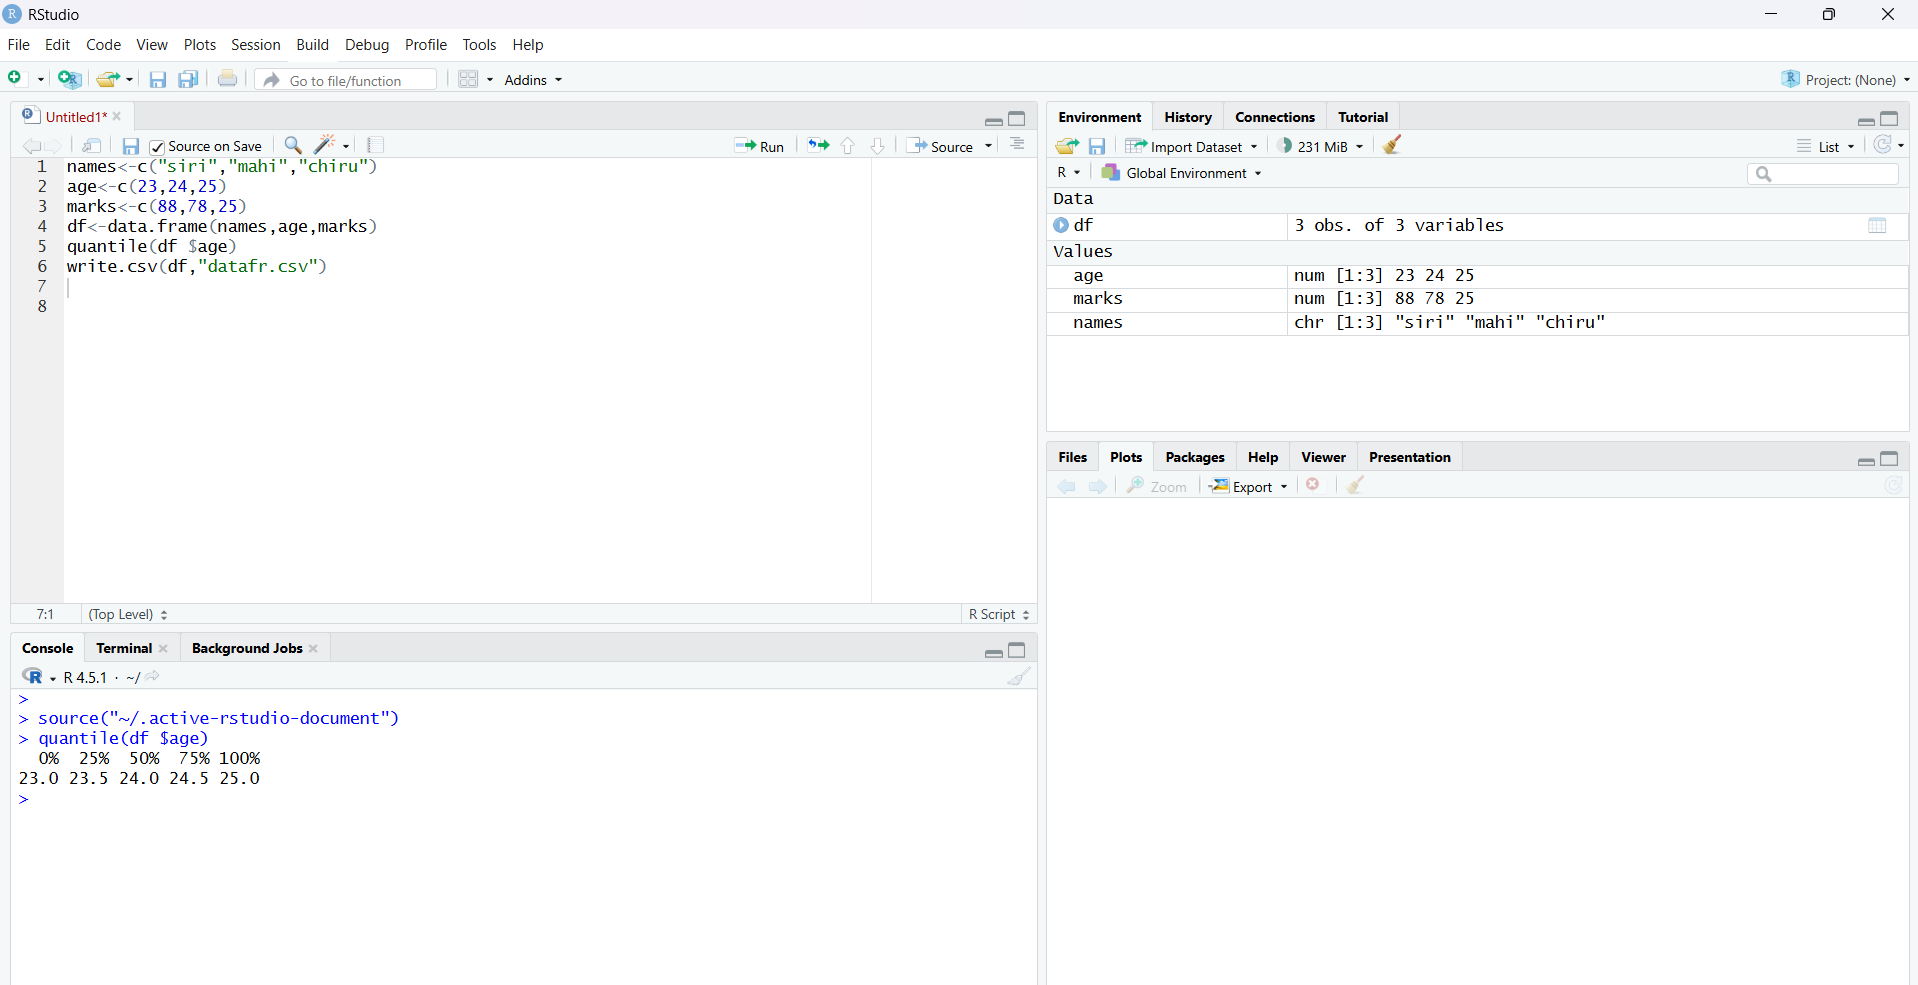 RStudio
File Edit Code View Plots Session Build Debug Profile Tools Help
Go to file/function Addins Project: (None)
Untitled1*
Source on Save Run Source
1 names<-c("siri","mahi","chiru")
2 age<-c(23,24,25)
3 marks<-c(88,78,25)
4 df<-data.frame(names,age,marks)
5 quantile(df $age)
6 write.csv(df,"datafr.csv")
7
8
7:1 (Top Level) R Script
Console Terminal Background Jobs
R 4.5.1 · ~/
>
> source("~/.active-rstudio-document")
> quantile(df $age)
0% 25% 50% 75% 100%
23.0 23.5 24.0 24.5 25.0
>
Environment History Connections Tutorial
Import Dataset 231 MiB List
R Global Environment
Data
df 3 obs. of 3 variables
Values
age num [1:3] 23 24 25
marks num [1:3] 88 78 25
names chr [1:3] "siri" "mahi" "chiru"
Files Plots Packages Help Viewer Presentation
Zoom Export